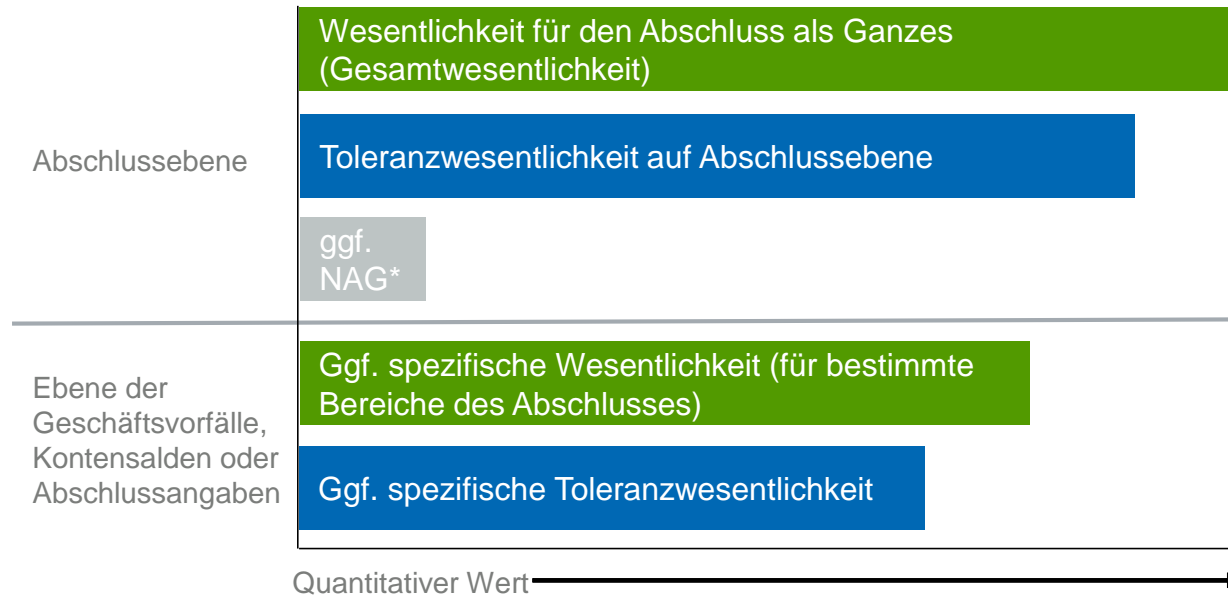 Wesentlichkeit für den Abschluss als Ganzes
(Gesamtwesentlichkeit)
Abschlussebene
Toleranzwesentlichkeit auf Abschlussebene
ggf.
NAG*
Ebene der
Geschäftsvorfälle,
Kontensalden oder
Abschlussangaben
Ggf. spezifische Wesentlichkeit (für bestimmte
Bereiche des Abschlusses)
Ggf. spezifische Toleranzwesentlichkeit
Quantitativer Wert